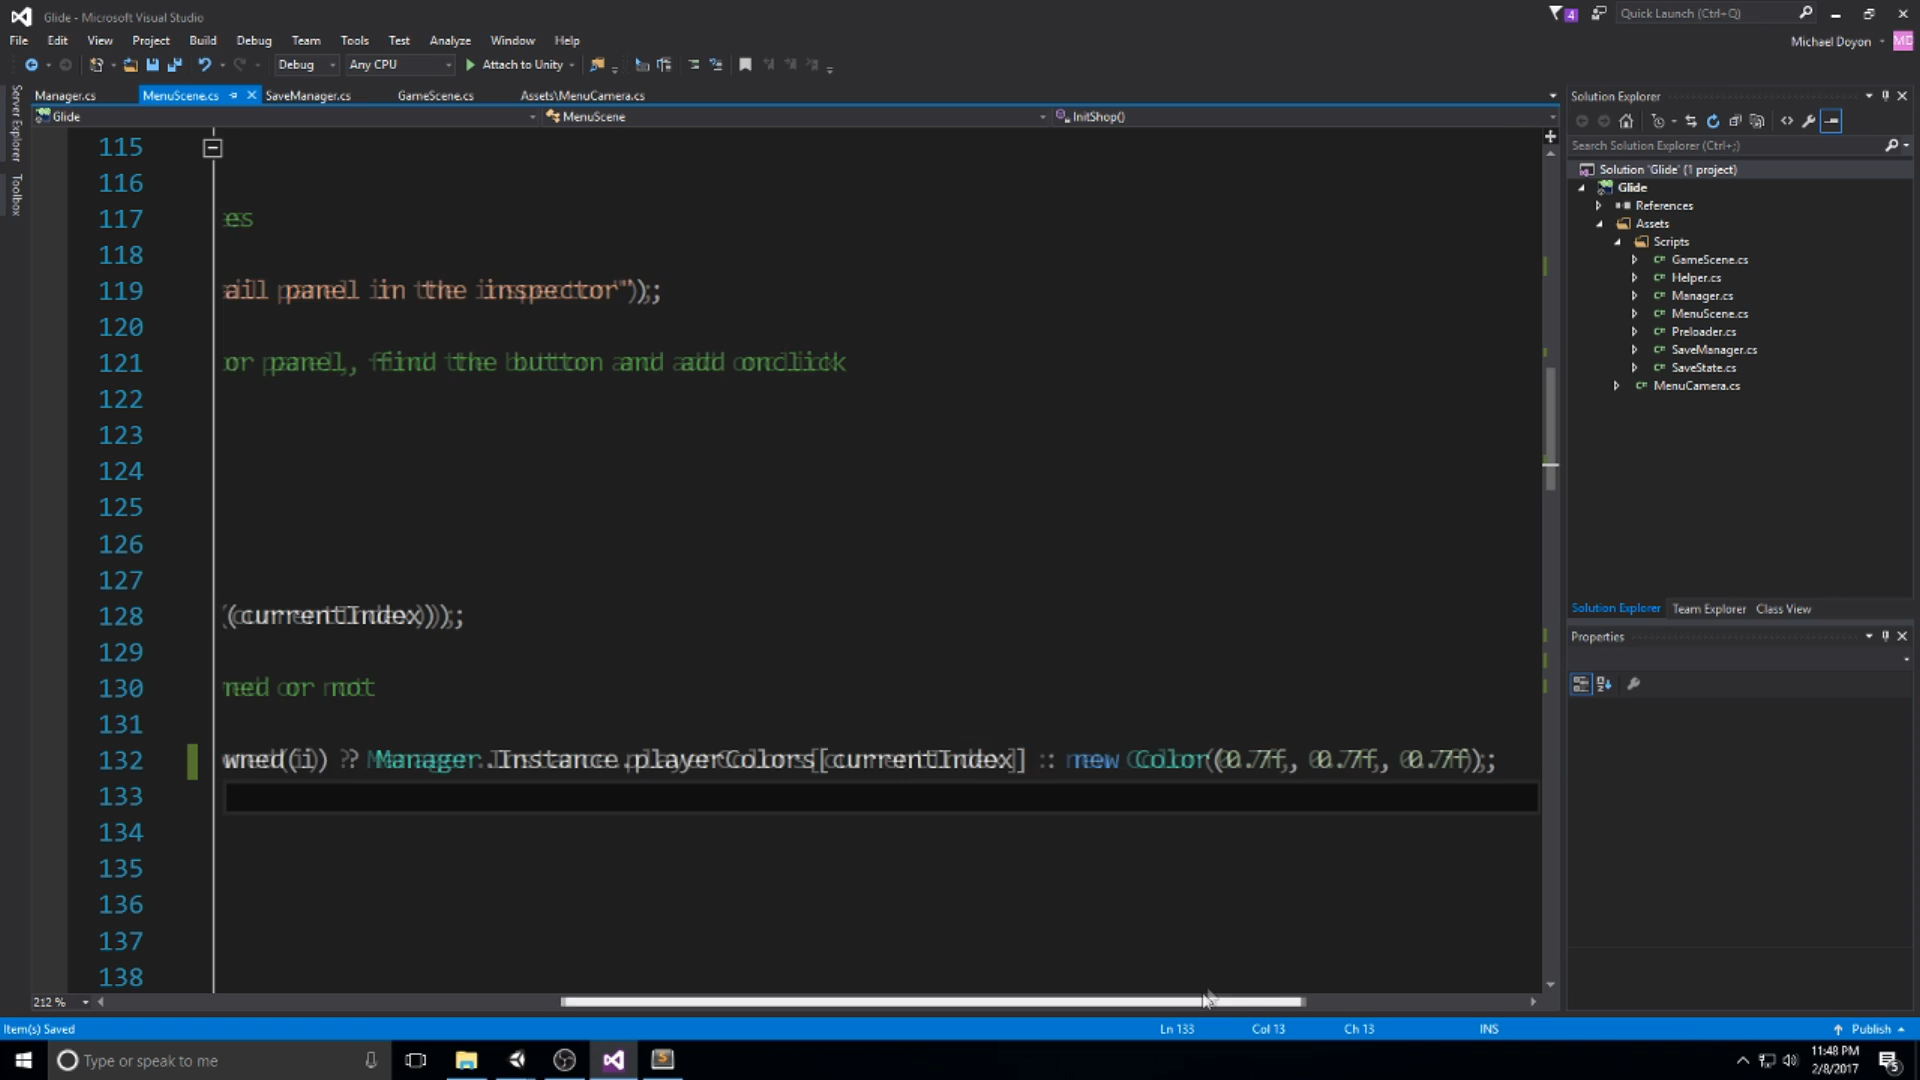 Glide - Microsoft Visual Studio
4
Quick Launch (Ctrl+Q)
File Edit View Project Build Debug Team Tools Test Analyze Window Help
Michael Doyon
MD
Debug Any CPU Attach to Unity
Server Explorer
Toolbox
Manager.cs MenuScene.cs SaveManager.cs GameScene.cs Assets\MenuCamera.cs
Glide MenuScene InitShop()
115
116
117 es
118
119 ail panel in the inspector");
120
121 or panel, find the button and add onclick
122
123
124
125
126
127
128 (currentIndex));
129
130 ned or not
131
132 wned(i) ? Manager.Instance.playerColors[currentIndex] : new Color(0.7f, 0.7f, 0.7f);
133
134
135
136
137
138
212 %
Solution Explorer
Search Solution Explorer (Ctrl+;)
Solution 'Glide' (1 project)
Glide
References
Assets
Scripts
GameScene.cs
Helper.cs
Manager.cs
MenuScene.cs
Preloader.cs
SaveManager.cs
SaveState.cs
MenuCamera.cs
Solution Explorer Team Explorer Class View
Properties
Item(s) Saved Ln 133 Col 13 Ch 13 INS Publish
Type or speak to me
11:48 PM
2/8/2017
5